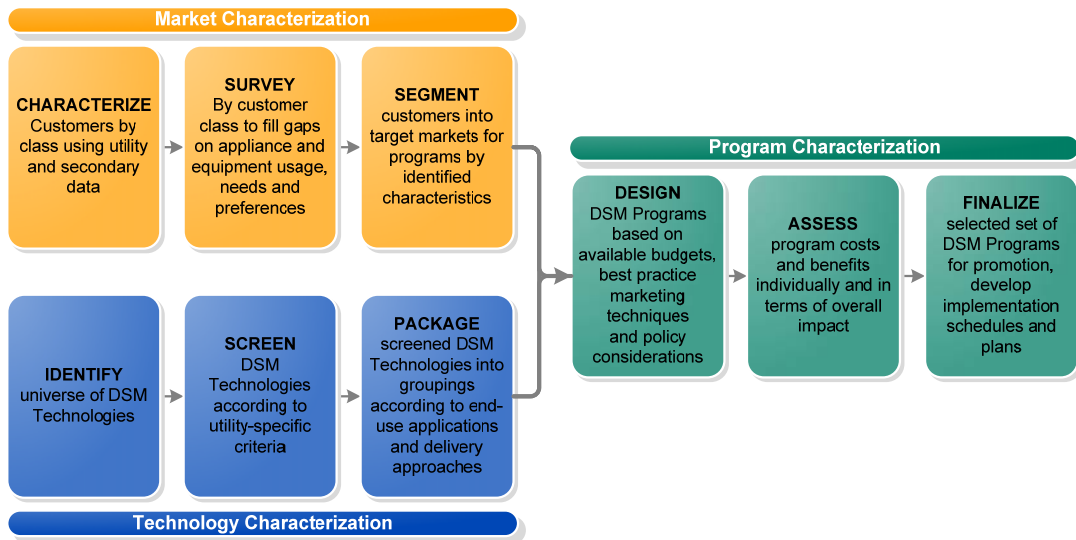 Market Characterization
CHARACTERIZE
Customers by
class using utility
and secondary
data
SURVEY
By customer
class to fill gaps
on appliance and
equipment usage,
needs and
preferences
SEGMENT
customers into
target markets for
programs by
identified
characteristics
Program Characterization
DESIGN
DSM Programs
based on
available budgets,
best practice
marketing
techniques
and policy
considerations
ASSESS
program costs
and benefits
individually and in
terms of overall
impact
FINALIZE
selected set of
DSM Programs
for promotion,
develop
implementation
schedules and
plans
IDENTIFY
universe of DSM
Technologies
SCREEN
DSM
Technologies
according to
utility-specific
criteria
PACKAGE
screened DSM
Technologies into
groupings
according to end-
use applications
and delivery
approaches
Technology Characterization